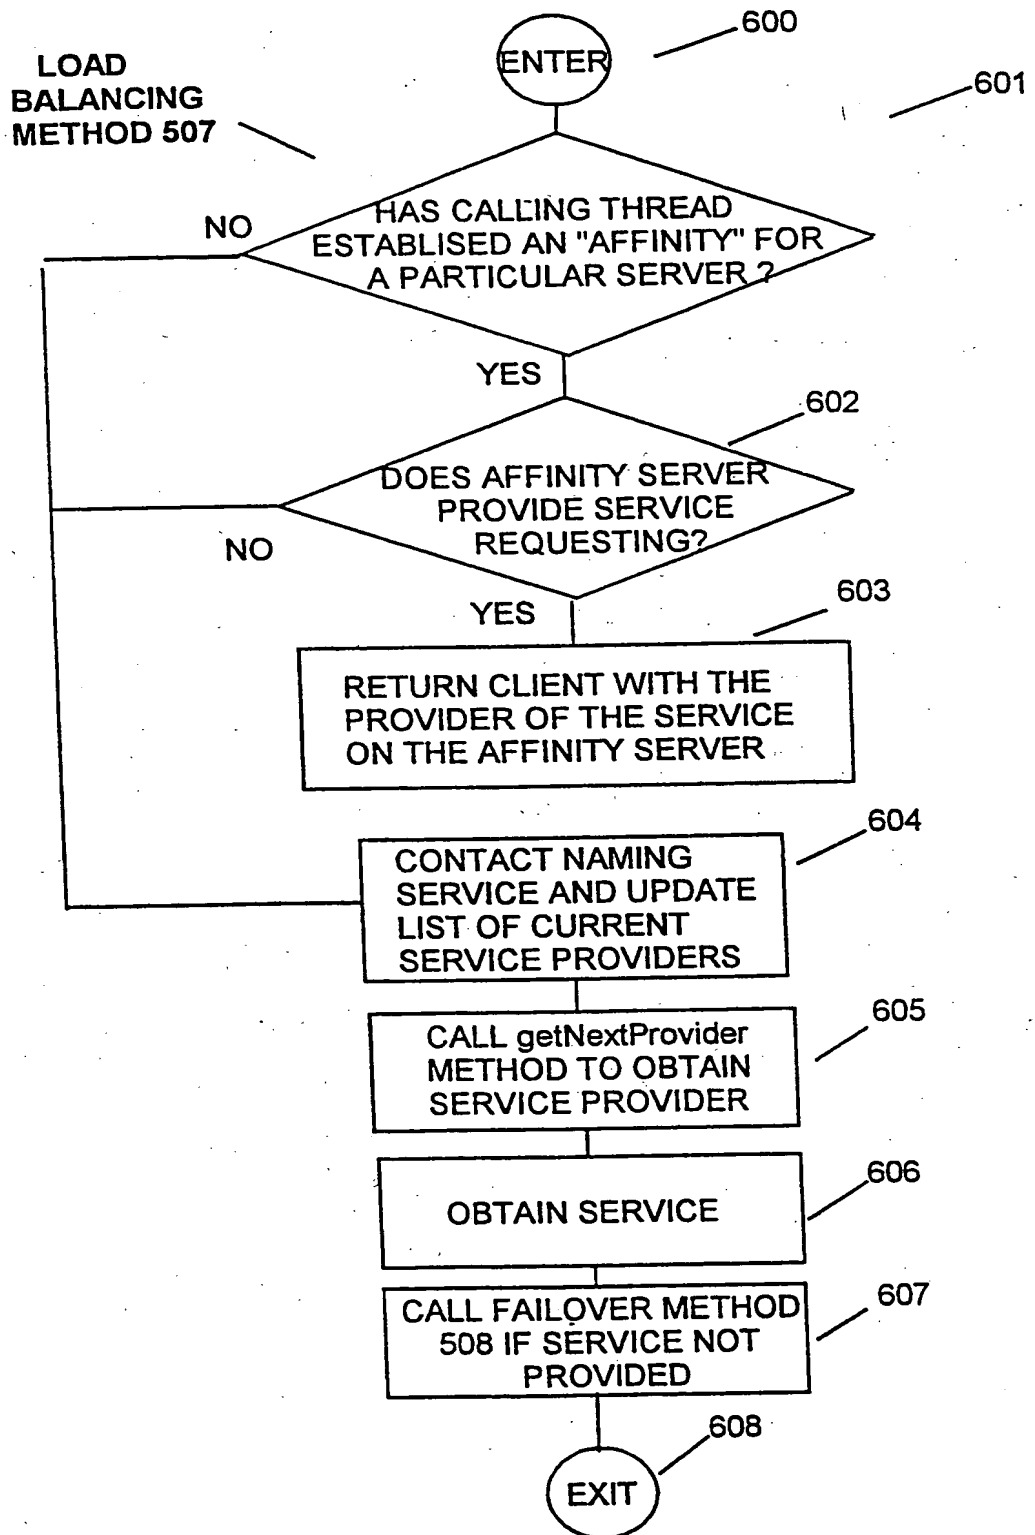 600
ENTER
LOAD
BALANCING
METHOD 507
601
HAS CALLING THREAD
ESTABLISED AN "AFFINITY" FOR
A PARTICULAR SERVER ?
NO
YES
602
DOES AFFINITY SERVER
PROVIDE SERVICE
REQUESTING?
NO
YES
603
RETURN CLIENT WITH THE
PROVIDER OF THE SERVICE
ON THE AFFINITY SERVER
604
CONTACT NAMING
SERVICE AND UPDATE
LIST OF CURRENT
SERVICE PROVIDERS
605
CALL getNextProvider
METHOD TO OBTAIN
SERVICE PROVIDER
606
OBTAIN SERVICE
607
CALL FAILOVER METHOD
508 IF SERVICE NOT
PROVIDED
608
EXIT